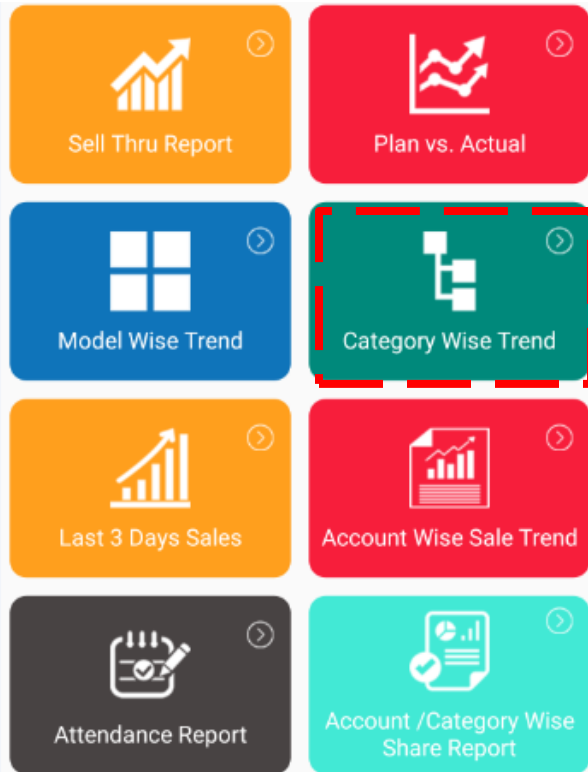 Sell Thru Report
Plan vs. Actual
Model Wise Trend
Category Wise Trend
Last 3 Days Sales
Account Wise Sale Trend
Attendance Report
Account /Category Wise
Share Report